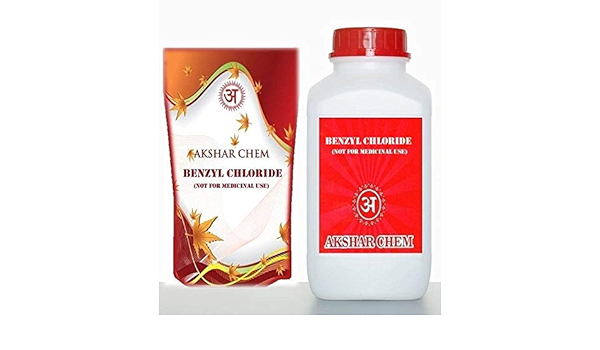 अ
AKSHAR CHEM
BENZYL CHLORIDE
(NOT FOR MEDICINAL USE)
BENZYL CHLORIDE
(NOT FOR MEDICINAL USE)
अ
AKSHAR CHEM